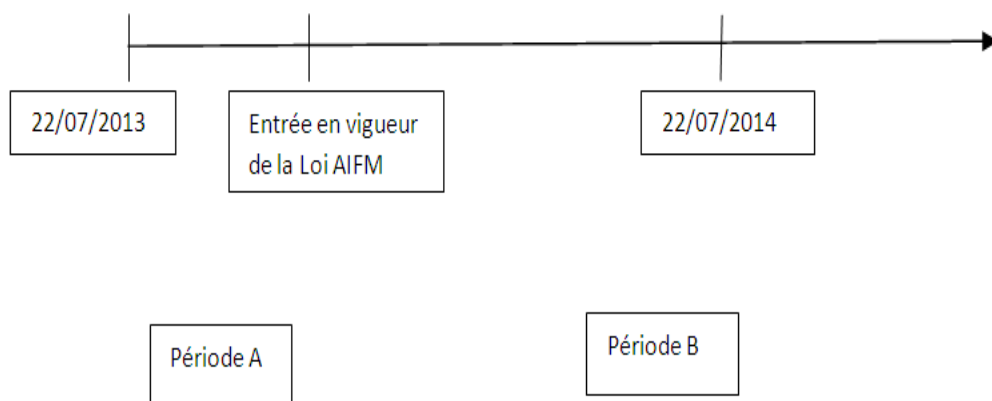 22/07/2013
Entrée en vigueur
de la Loi AIFM
22/07/2014
Période A
Période B